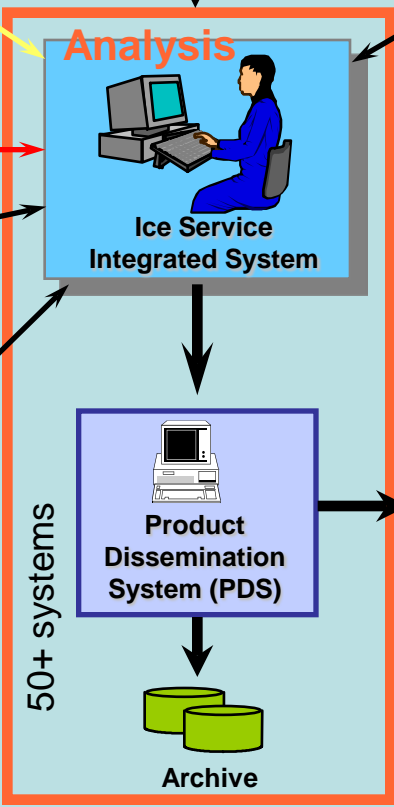 Analysis
Ice Service
Integrated System
Product
Dissemination
System (PDS)
50+ systems
Archive